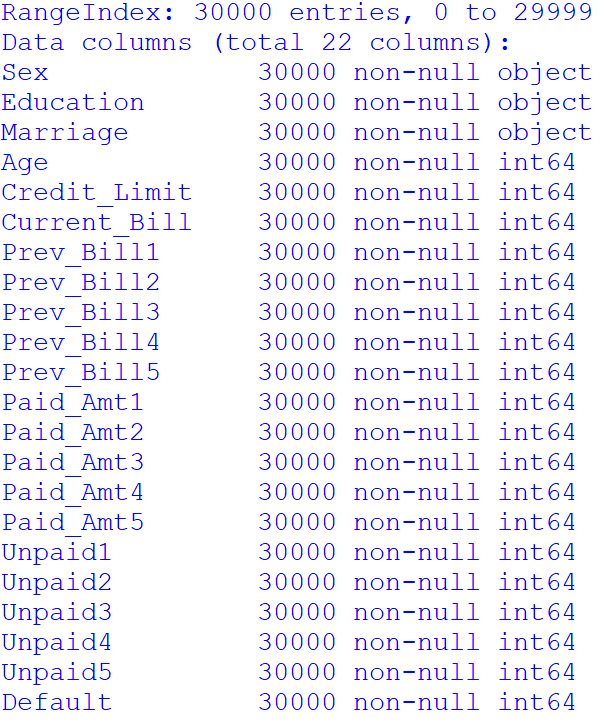 RangeIndex: 30000 entries, 0 to 29999
Data columns (total 22 columns):
Sex              30000 non-null object
Education        30000 non-null object
Marriage         30000 non-null object
Age              30000 non-null int64
Credit_Limit     30000 non-null int64
Current_Bill     30000 non-null int64
Prev_Bill1       30000 non-null int64
Prev_Bill2       30000 non-null int64
Prev_Bill3       30000 non-null int64
Prev_Bill4       30000 non-null int64
Prev_Bill5       30000 non-null int64
Paid_Amt1        30000 non-null int64
Paid_Amt2        30000 non-null int64
Paid_Amt3        30000 non-null int64
Paid_Amt4        30000 non-null int64
Paid_Amt5        30000 non-null int64
Unpaid1          30000 non-null int64
Unpaid2          30000 non-null int64
Unpaid3          30000 non-null int64
Unpaid4          30000 non-null int64
Unpaid5          30000 non-null int64
Default          30000 non-null int64